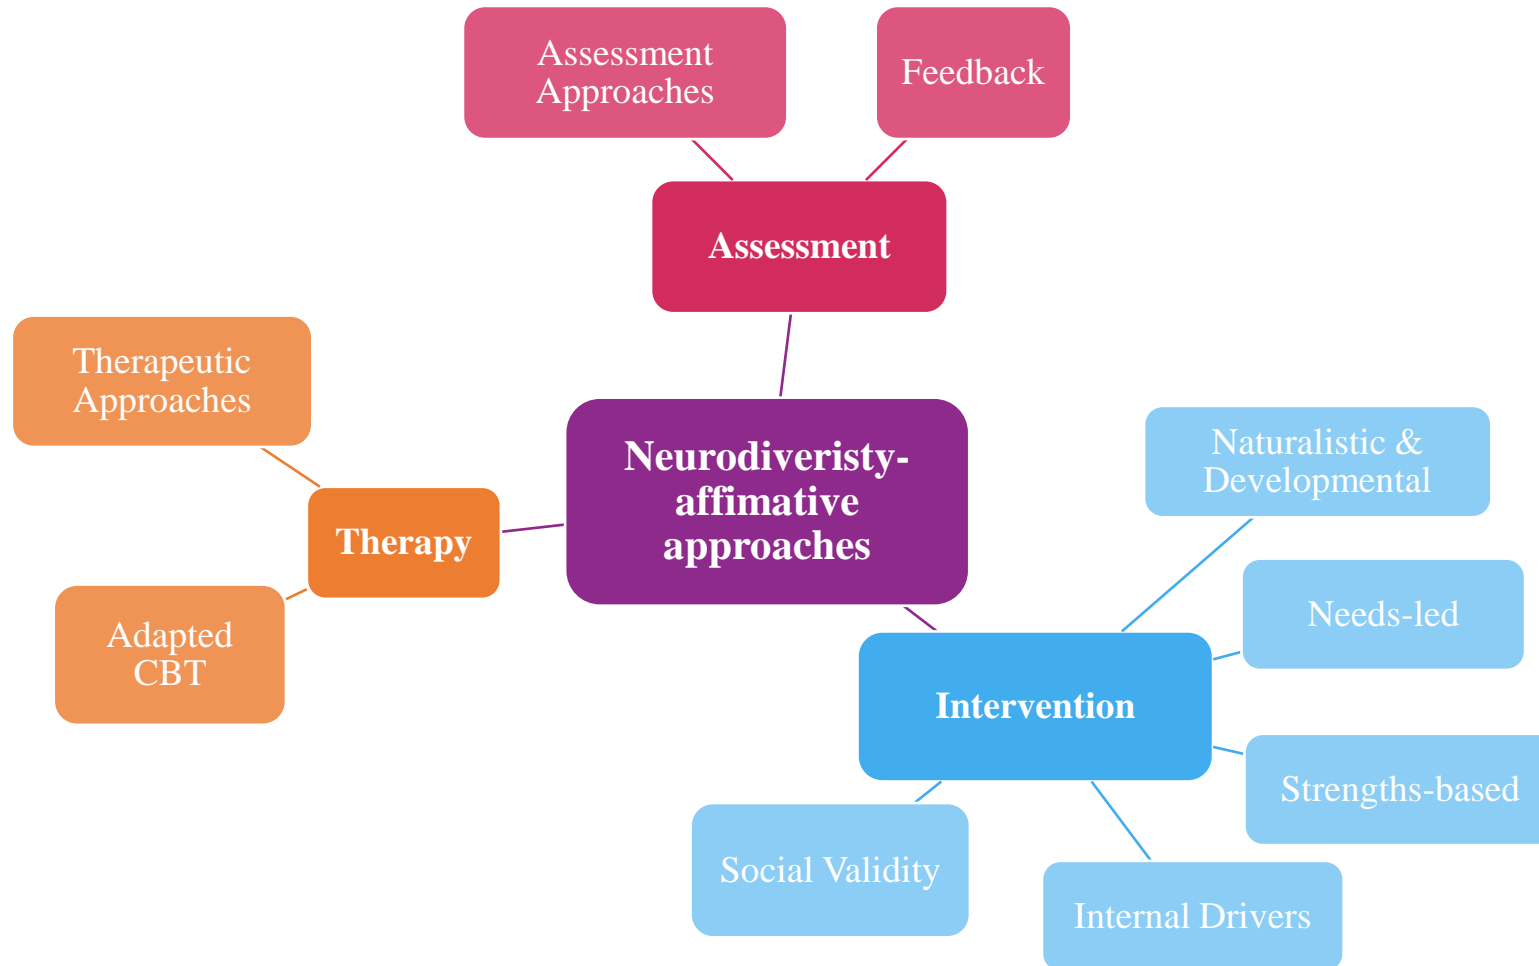 Assessment
Approaches
Feedback
Assessment
Therapeutic
Approaches
Neurodiveristy-
affimative
approaches
Naturalistic &
Developmental
Therapy
Needs-led
Adapted
CBT
Intervention
Strengths-based
Social Validity
Internal Drivers